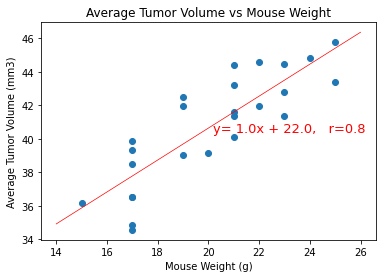 Average Tumor Volume vs Mouse Weight
46
44
42
40
38
36
34
Average Tumor Volume (mm3)
y= 1.0x + 22.0,   r=0.8
14 16 18 20 22 24 26
Mouse Weight (g)